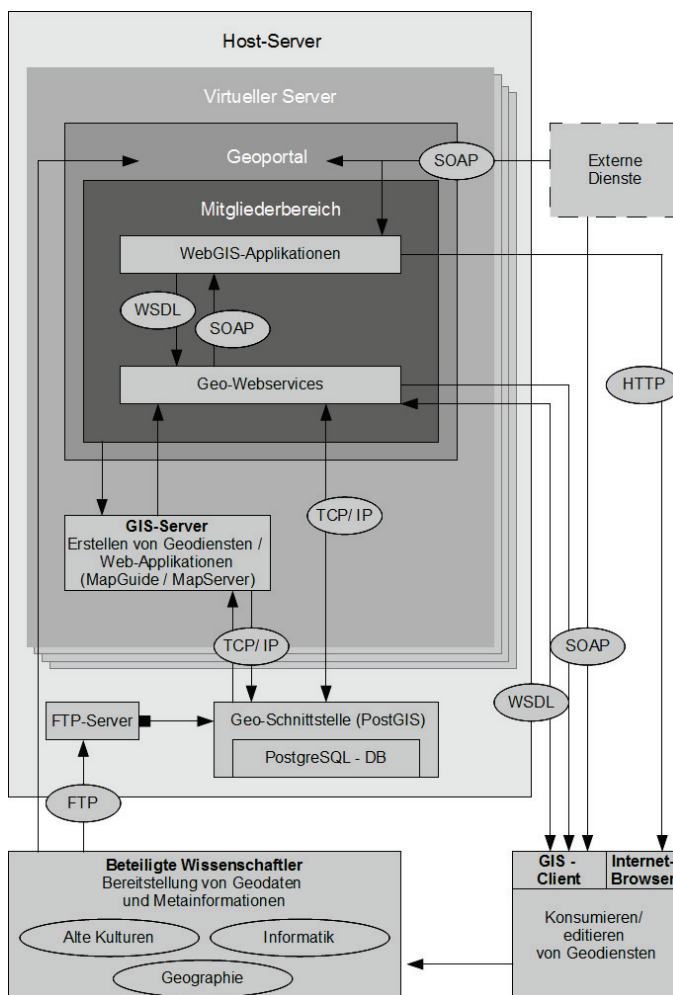 Host-Server
Virtueller Server
Geoportal
SOAP
Externe
Dienste
Mitgliederbereich
WebGIS-Applikationen
WSDL
SOAP
HTTP
Geo-Webservices
TCP/ IP
GIS-Server
Erstellen von Geodiensten /
Web-Applikationen
(MapGuide / MapServer)
TCP/ IP
SOAP
WSDL
FTP-Server
Geo-Schnittstelle (PostGIS)
PostgreSQL - DB
FTP
Beteiligte Wissenschaftler
Bereitstellung von Geodaten
und Metainformationen
Alte Kulturen
Informatik
Geographie
GIS -
Client
Internet-
Browser
Konsumieren/
editieren
von Geodiensten